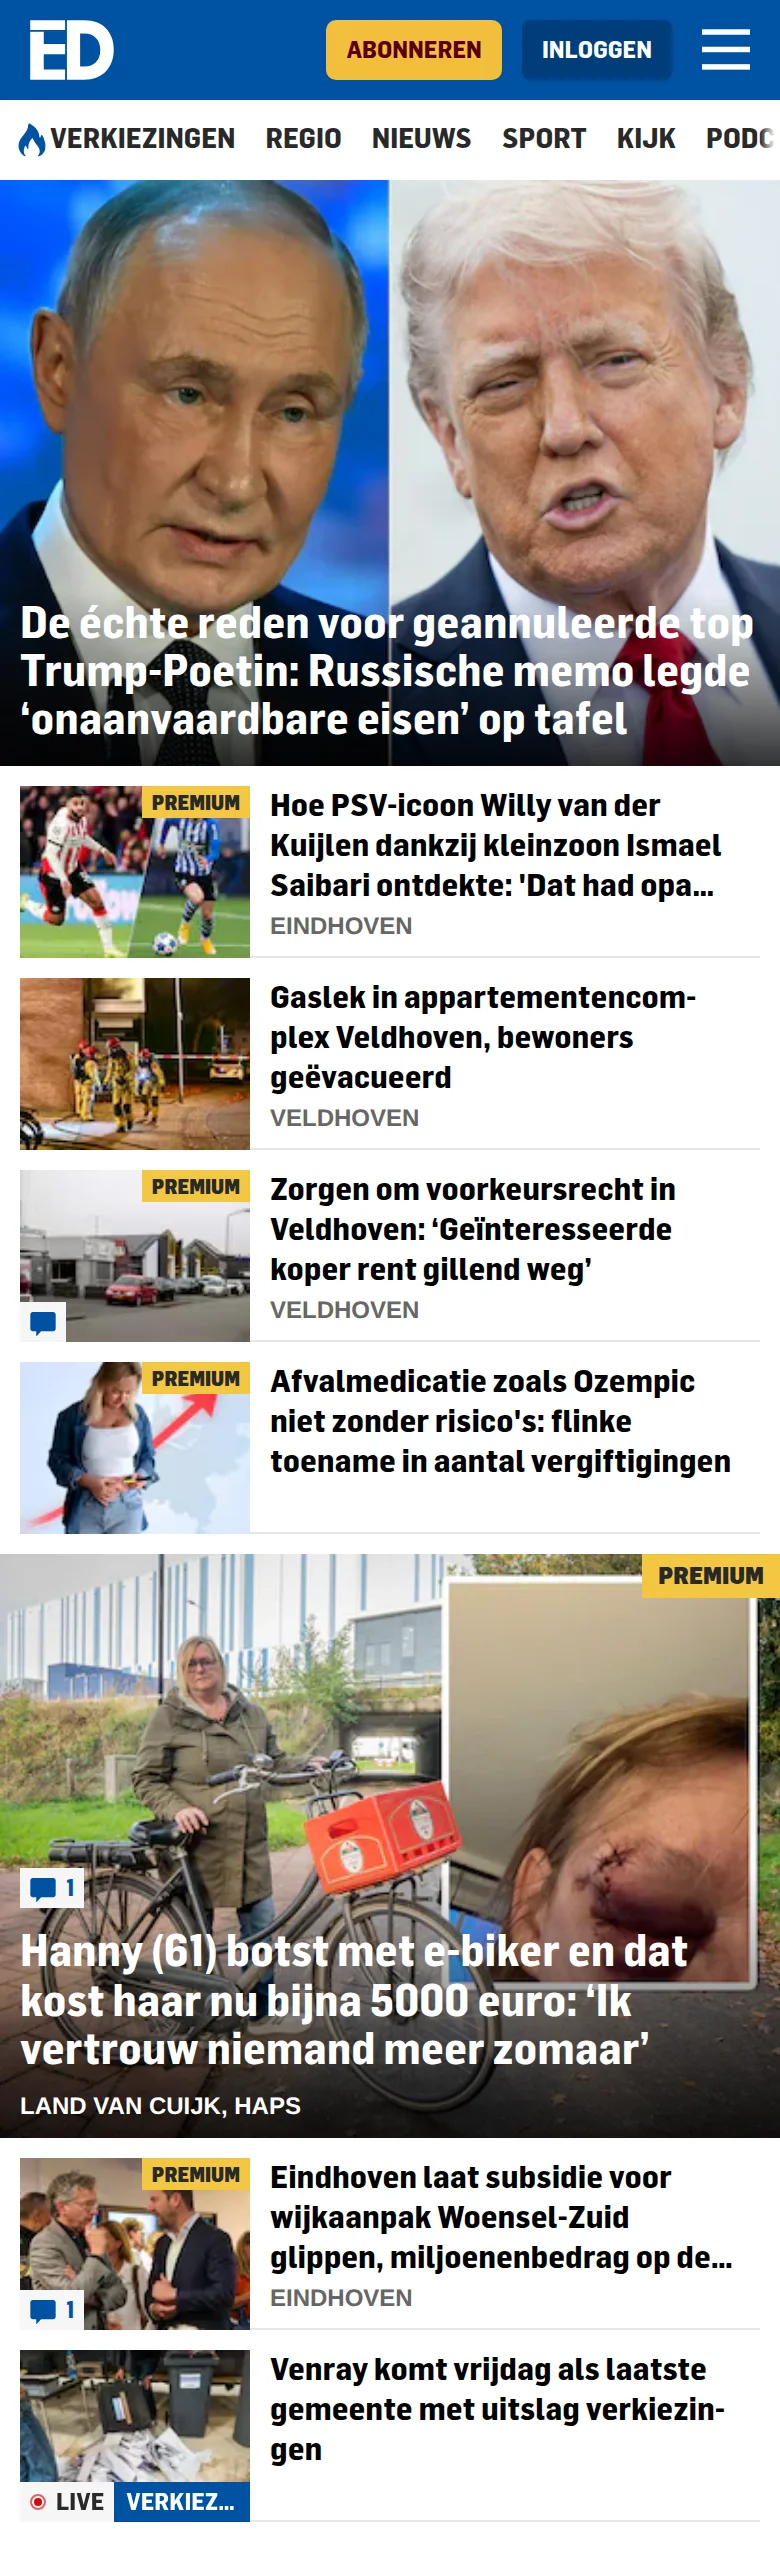 ED
ABONNEREN
INLOGGEN
VERKIEZINGEN REGIO NIEUWS SPORT KIJK PODC
De échte reden voor geannuleerde top
Trump-Poetin: Russische memo legde
‘onaanvaardbare eisen’ op tafel
PREMIUM
Hoe PSV-icoon Willy van der
Kuijlen dankzij kleinzoon Ismael
Saibari ontdekte: 'Dat had opa...
EINDHOVEN
Gaslek in appartementencom-
plex Veldhoven, bewoners
geëvacueerd
VELDHOVEN
PREMIUM
Zorgen om voorkeursrecht in
Veldhoven: ‘Geïnteresseerde
koper rent gillend weg’
VELDHOVEN
PREMIUM
Afvalmedicatie zoals Ozempic
niet zonder risico's: flinke
toename in aantal vergiftigingen
PREMIUM
1
Hanny (61) botst met e-biker en dat
kost haar nu bijna 5000 euro: ‘Ik
vertrouw niemand meer zomaar’
LAND VAN CUIJK, HAPS
PREMIUM
1
Eindhoven laat subsidie voor
wijkaanpak Woensel-Zuid
glippen, miljoenenbedrag op de...
EINDHOVEN
Venray komt vrijdag als laatste
gemeente met uitslag verkiezin-
gen
LIVE
VERKIEZ...